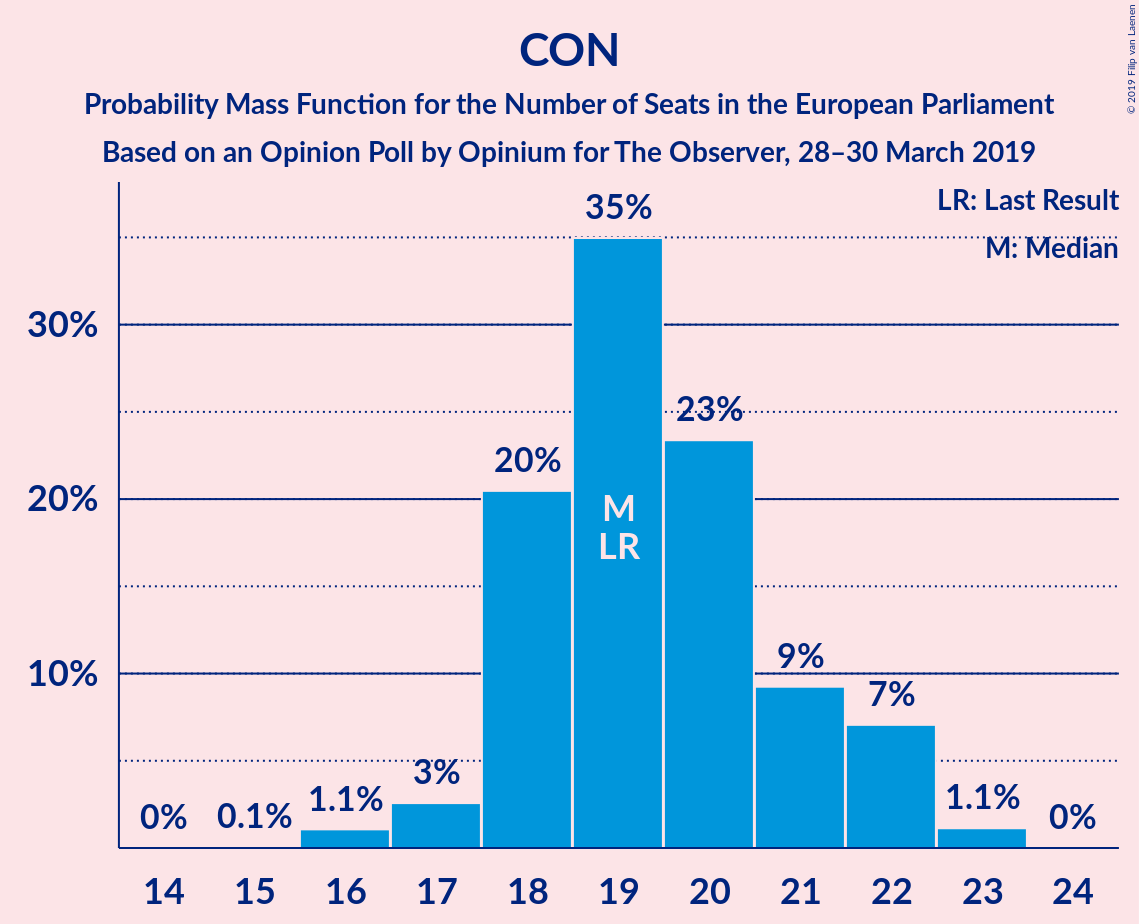 CON
Probability Mass Function for the Number of Seats in the European Parliament
Based on an Opinion Poll by Opinium for The Observer, 28–30 March 2019
© 2019 Filip van Laenen
LR: Last Result
M: Median
35%
30%
23%
20%
20%
M
LR
10%
9%
7%
3%
1.1%
1.1%
0%
0.1%
0%
14 15 16 17 18 19 20 21 22 23 24